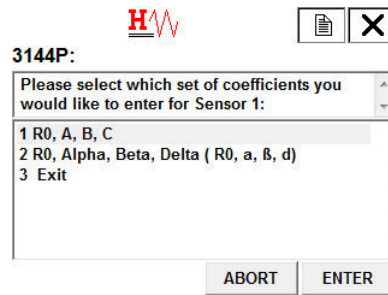 H
3144P:
Please select which set of coefficients you
would like to enter for Sensor 1:
1 R0, A, B, C
2 R0, Alpha, Beta, Delta ( R0, a, ß, d)
3 Exit
ABORT
ENTER